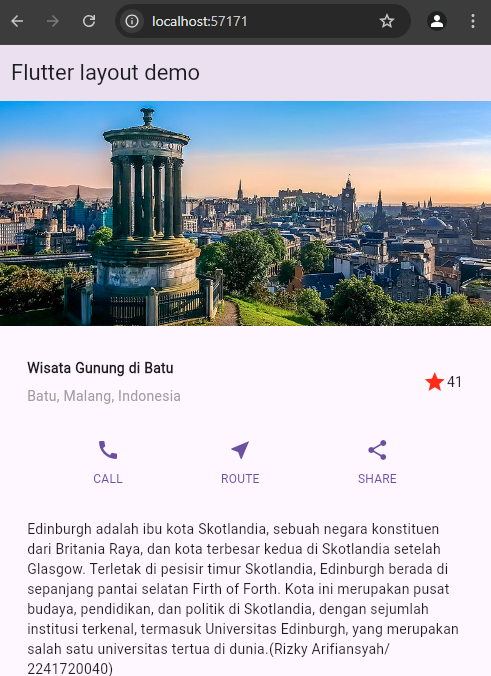 localhost:57171
Flutter layout demo
Wisata Gunung di Batu
Batu, Malang, Indonesia
41
CALL
ROUTE
SHARE
Edinburgh adalah ibu kota Skotlandia, sebuah negara konstituen
dari Britania Raya, dan kota terbesar kedua di Skotlandia setelah
Glasgow. Terletak di pesisir timur Skotlandia, Edinburgh berada di
sepanjang pantai selatan Firth of Forth. Kota ini merupakan pusat
budaya, pendidikan, dan politik di Skotlandia, dengan sejumlah
institusi terkenal, termasuk Universitas Edinburgh, yang merupakan
salah satu universitas tertua di dunia.(Rizky Arifiansyah/
2241720040)